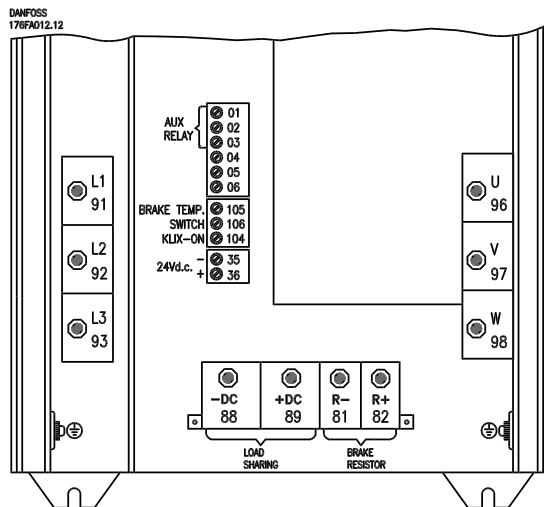 DANFOSS
176FA012.12
AUX
RELAY
01
02
03
04
05
06
BRAKE TEMP.
SWITCH
KLIX-ON
105
106
104
24Vd.c.
- 35
+ 36
L1
91
L2
92
L3
93
U
96
V
97
W
98
-DC
88
+DC
89
R-
81
R+
82
LOAD
SHARING
BRAKE
RESISTOR